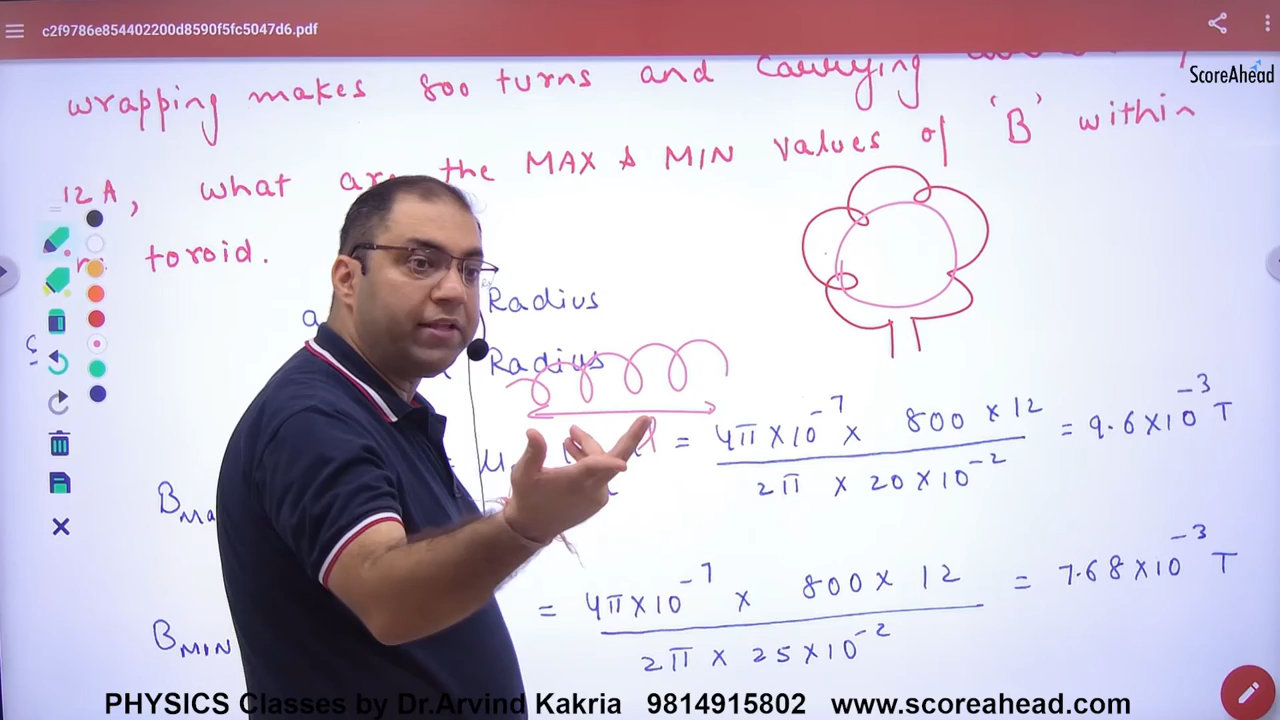 c2f9786e854402200d8590f5fc5047d6.pdf
ScoreAhead
wrapping makes 800 turns and carrying
12 A, what are the MAX & MIN values of 'B' within
toroid.
a Radius
Radius
l
= 4π×10⁻⁷ × 800 × 12 / 2π × 20×10⁻² = 9.6×10⁻³ T
B
= 4π×10⁻⁷ × 800 × 12 / 2π × 25×10⁻² = 7.68×10⁻³ T
B MIN
PHYSICS Classes by Dr.Arvind Kakria 9814915802 www.scoreahead.com